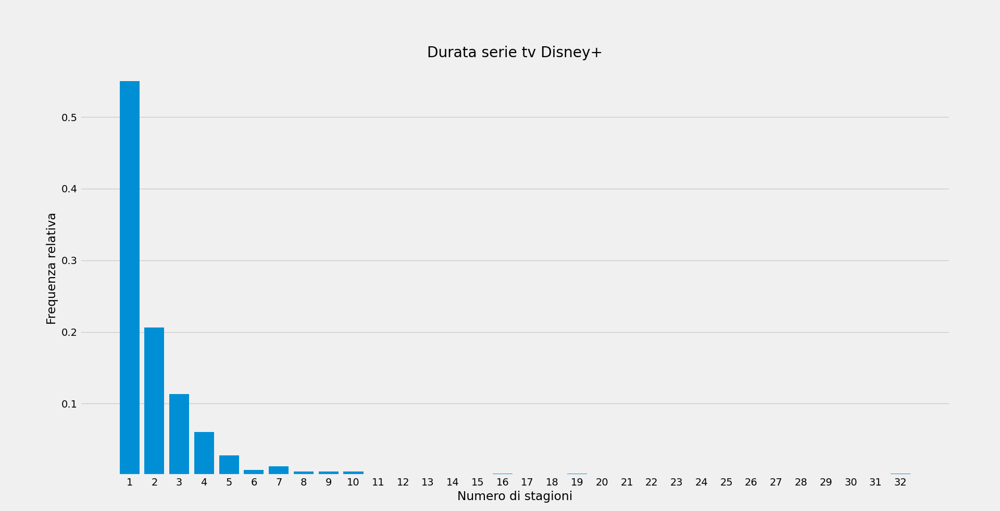 Durata serie tv Disney+
Frequenza relativa
0.5
0.4
0.3
0.2
0.1
1 2 3 4 5 6 7 8 9 10 11 12 13 14 15 16 17 18 19 20 21 22 23 24 25 26 27 28 29 30 31 32
Numero di stagioni